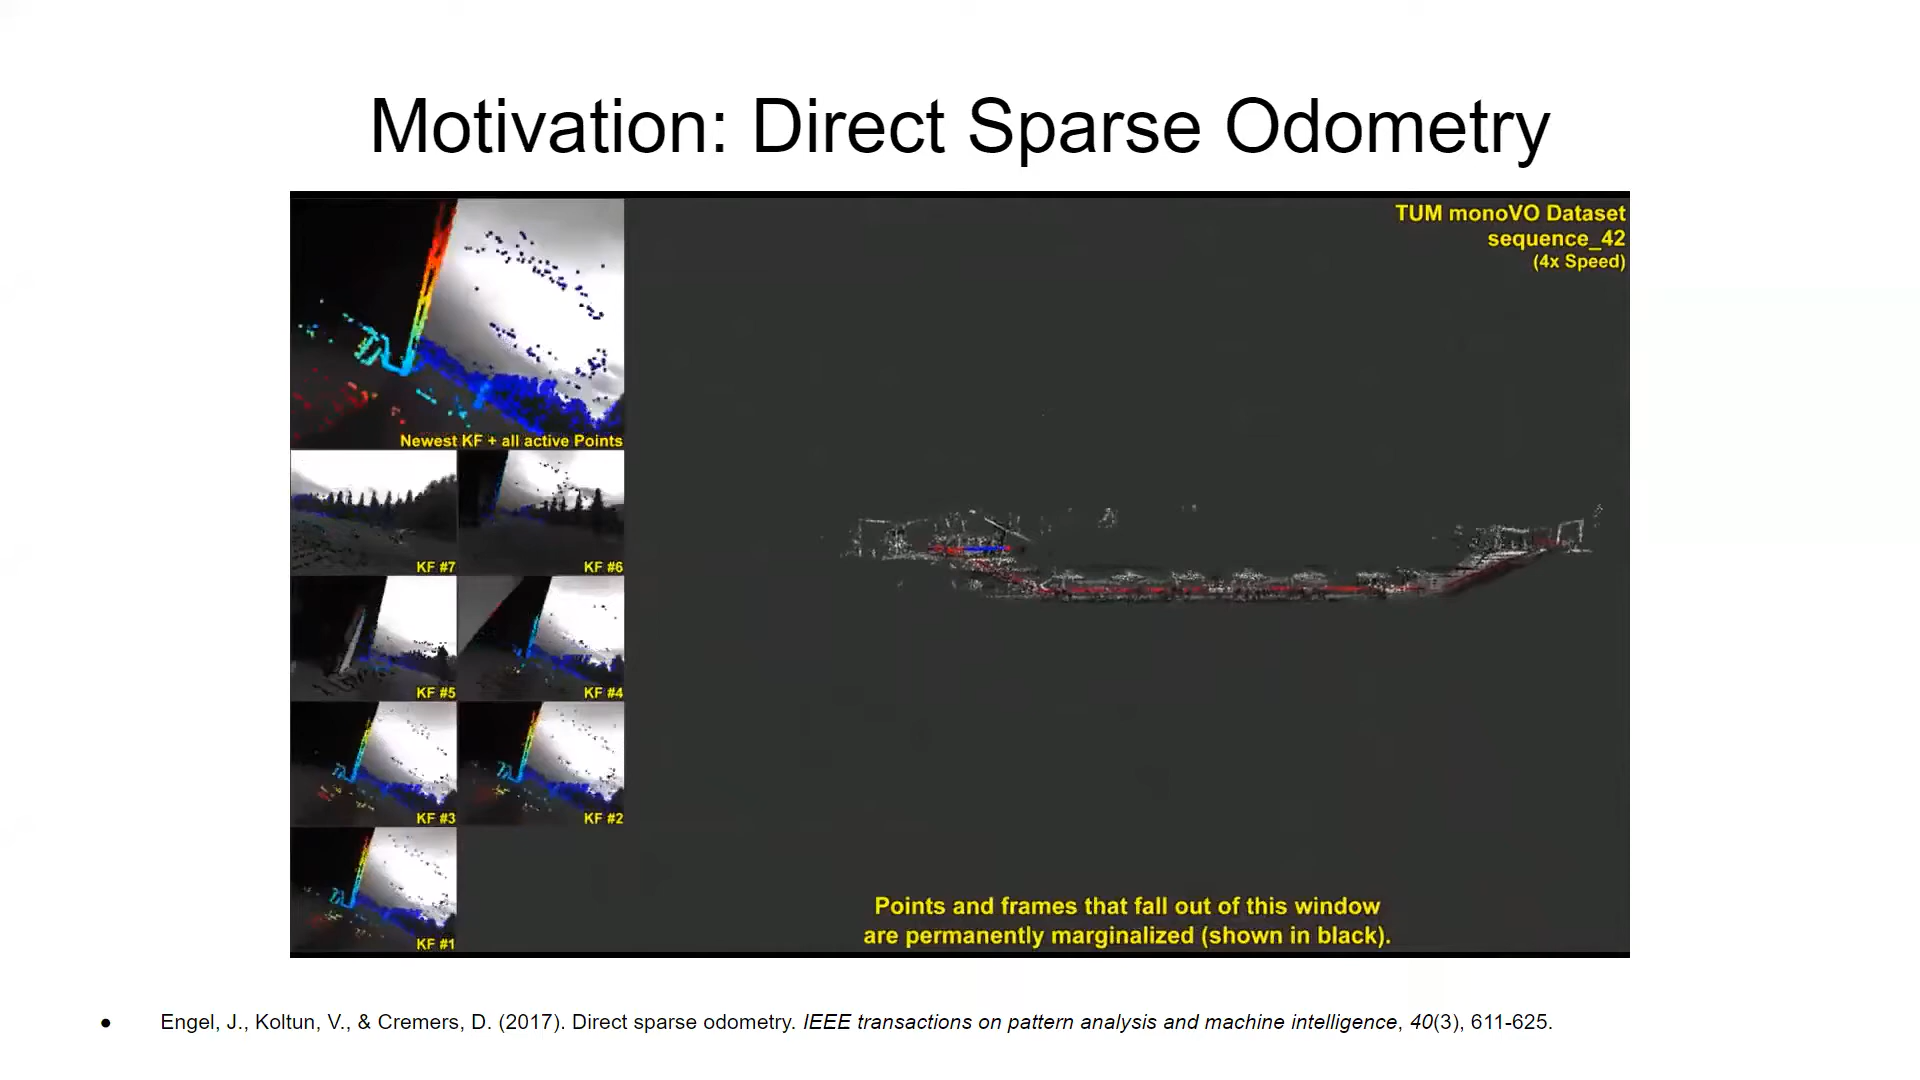 Motivation: Direct Sparse Odometry
TUM monoVO Dataset
sequence_42
(4x Speed)
Newest KF + all active Points
KF #7
KF #6
KF #5
KF #4
KF #3
KF #2
KF #1
Points and frames that fall out of this window
are permanently marginalized (shown in black).
● Engel, J., Koltun, V., & Cremers, D. (2017). Direct sparse odometry. IEEE transactions on pattern analysis and machine intelligence, 40(3), 611-625.